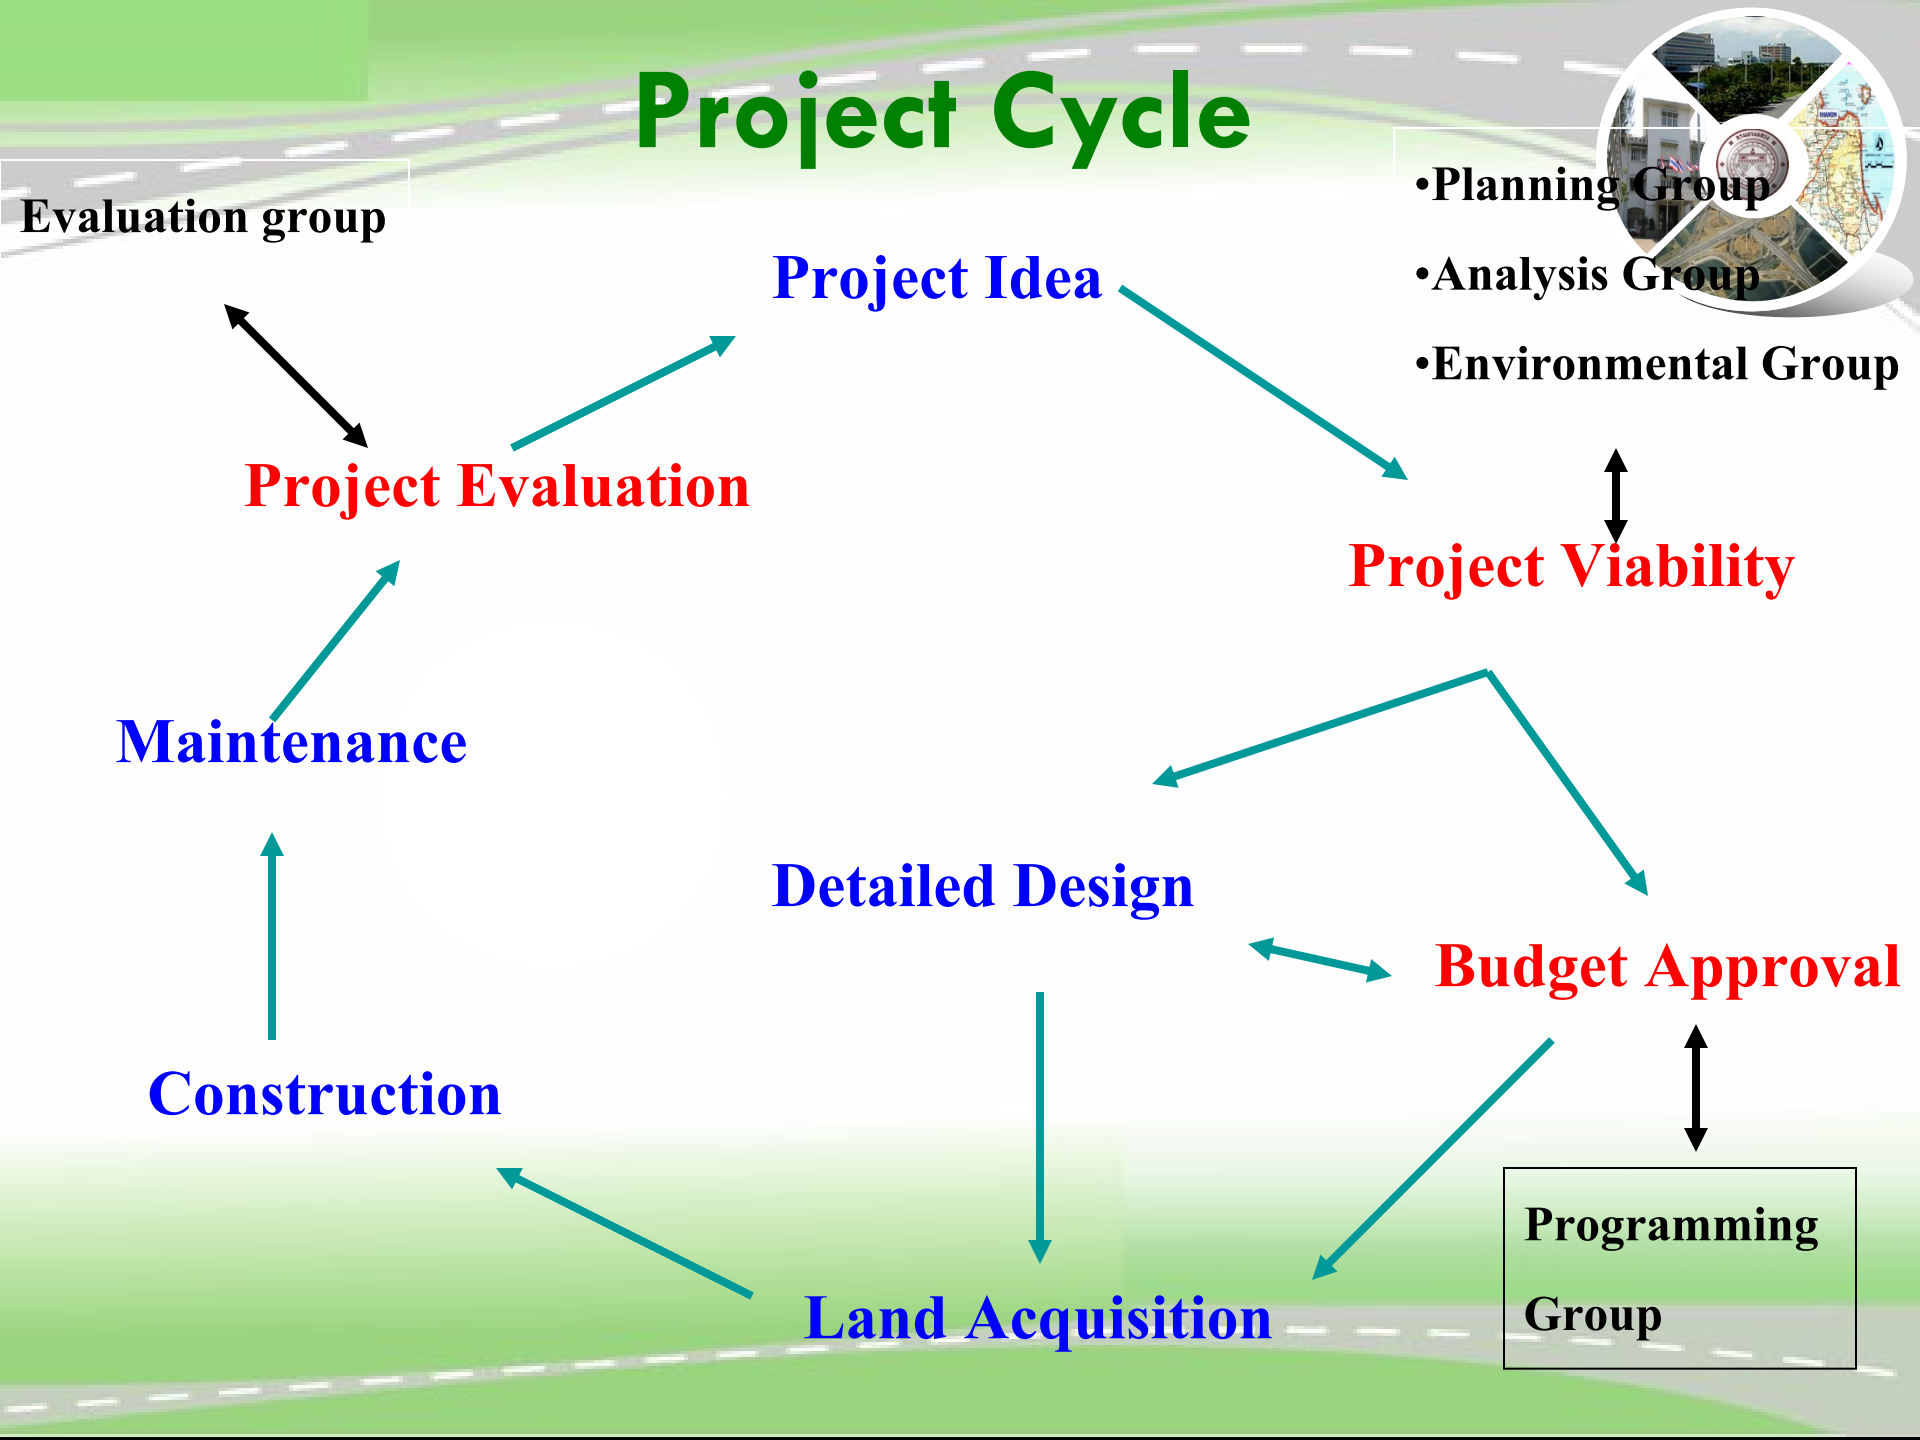 Project Cycle
Evaluation group
•Planning Group
•Analysis Group
•Environmental Group
Project Idea
Project Evaluation
Project Viability
Maintenance
Detailed Design
Budget Approval
Construction
Programming
Group
Land Acquisition